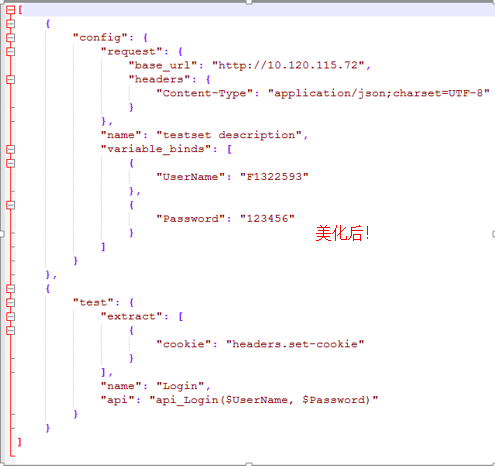 [
    {
        "config": {
            "request": {
                "base_url": "http://10.120.115.72",
                "headers": {
                    "Content-Type": "application/json;charset=UTF-8"
                }
            },
            "name": "testset description",
            "variable_binds": [
                {
                    "UserName": "F1322593"
                },
                {
                    "Password": "123456"
                }
美化后!
            ]
        }
    },
    {
        "test": {
            "extract": [
                {
                    "cookie": "headers.set-cookie"
                }
            ],
            "name": "Login",
            "api": "api_Login($UserName, $Password)"
        }
    }
]